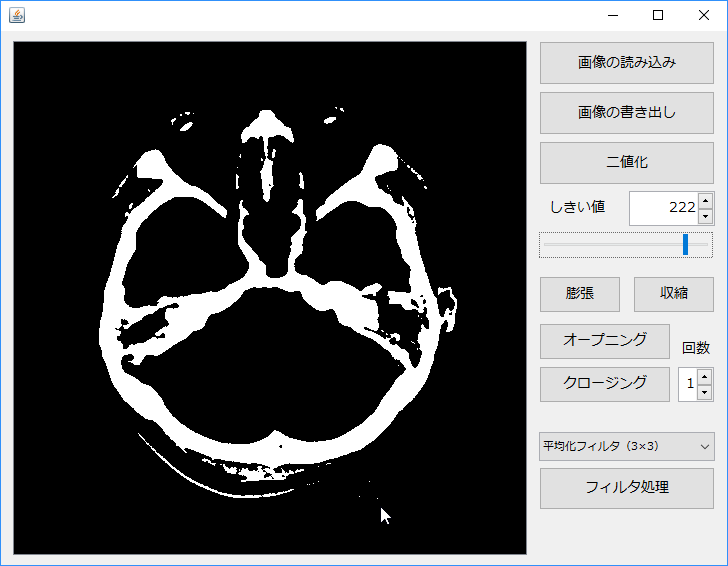 画像の読み込み
画像の書き出し
二値化
しきい値 222
膨張 収縮
オープニング 回数
クロージング 1
平均化フィルタ（3×3）
フィルタ処理